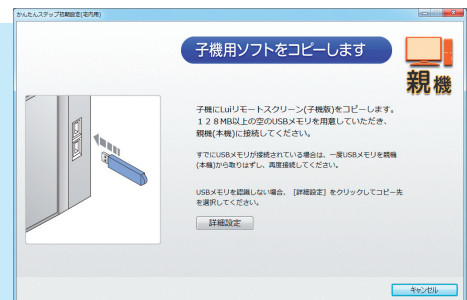 かんたんステップ初期設定(宅内用)
子機用ソフトをコピーします
親機
子機にLuiリモートスクリーン(子機版)をコピーします。
128MB以上の空のUSBメモリを用意していただき、
親機(本機)に接続してください。
すでにUSBメモリが接続されている場合は、一度USBメモリを親機
(本機)から取りはずし、再度接続してください。
USBメモリを認識しない場合、[詳細設定]をクリックしてコピー先
を選択してください。
詳細設定
キャンセル